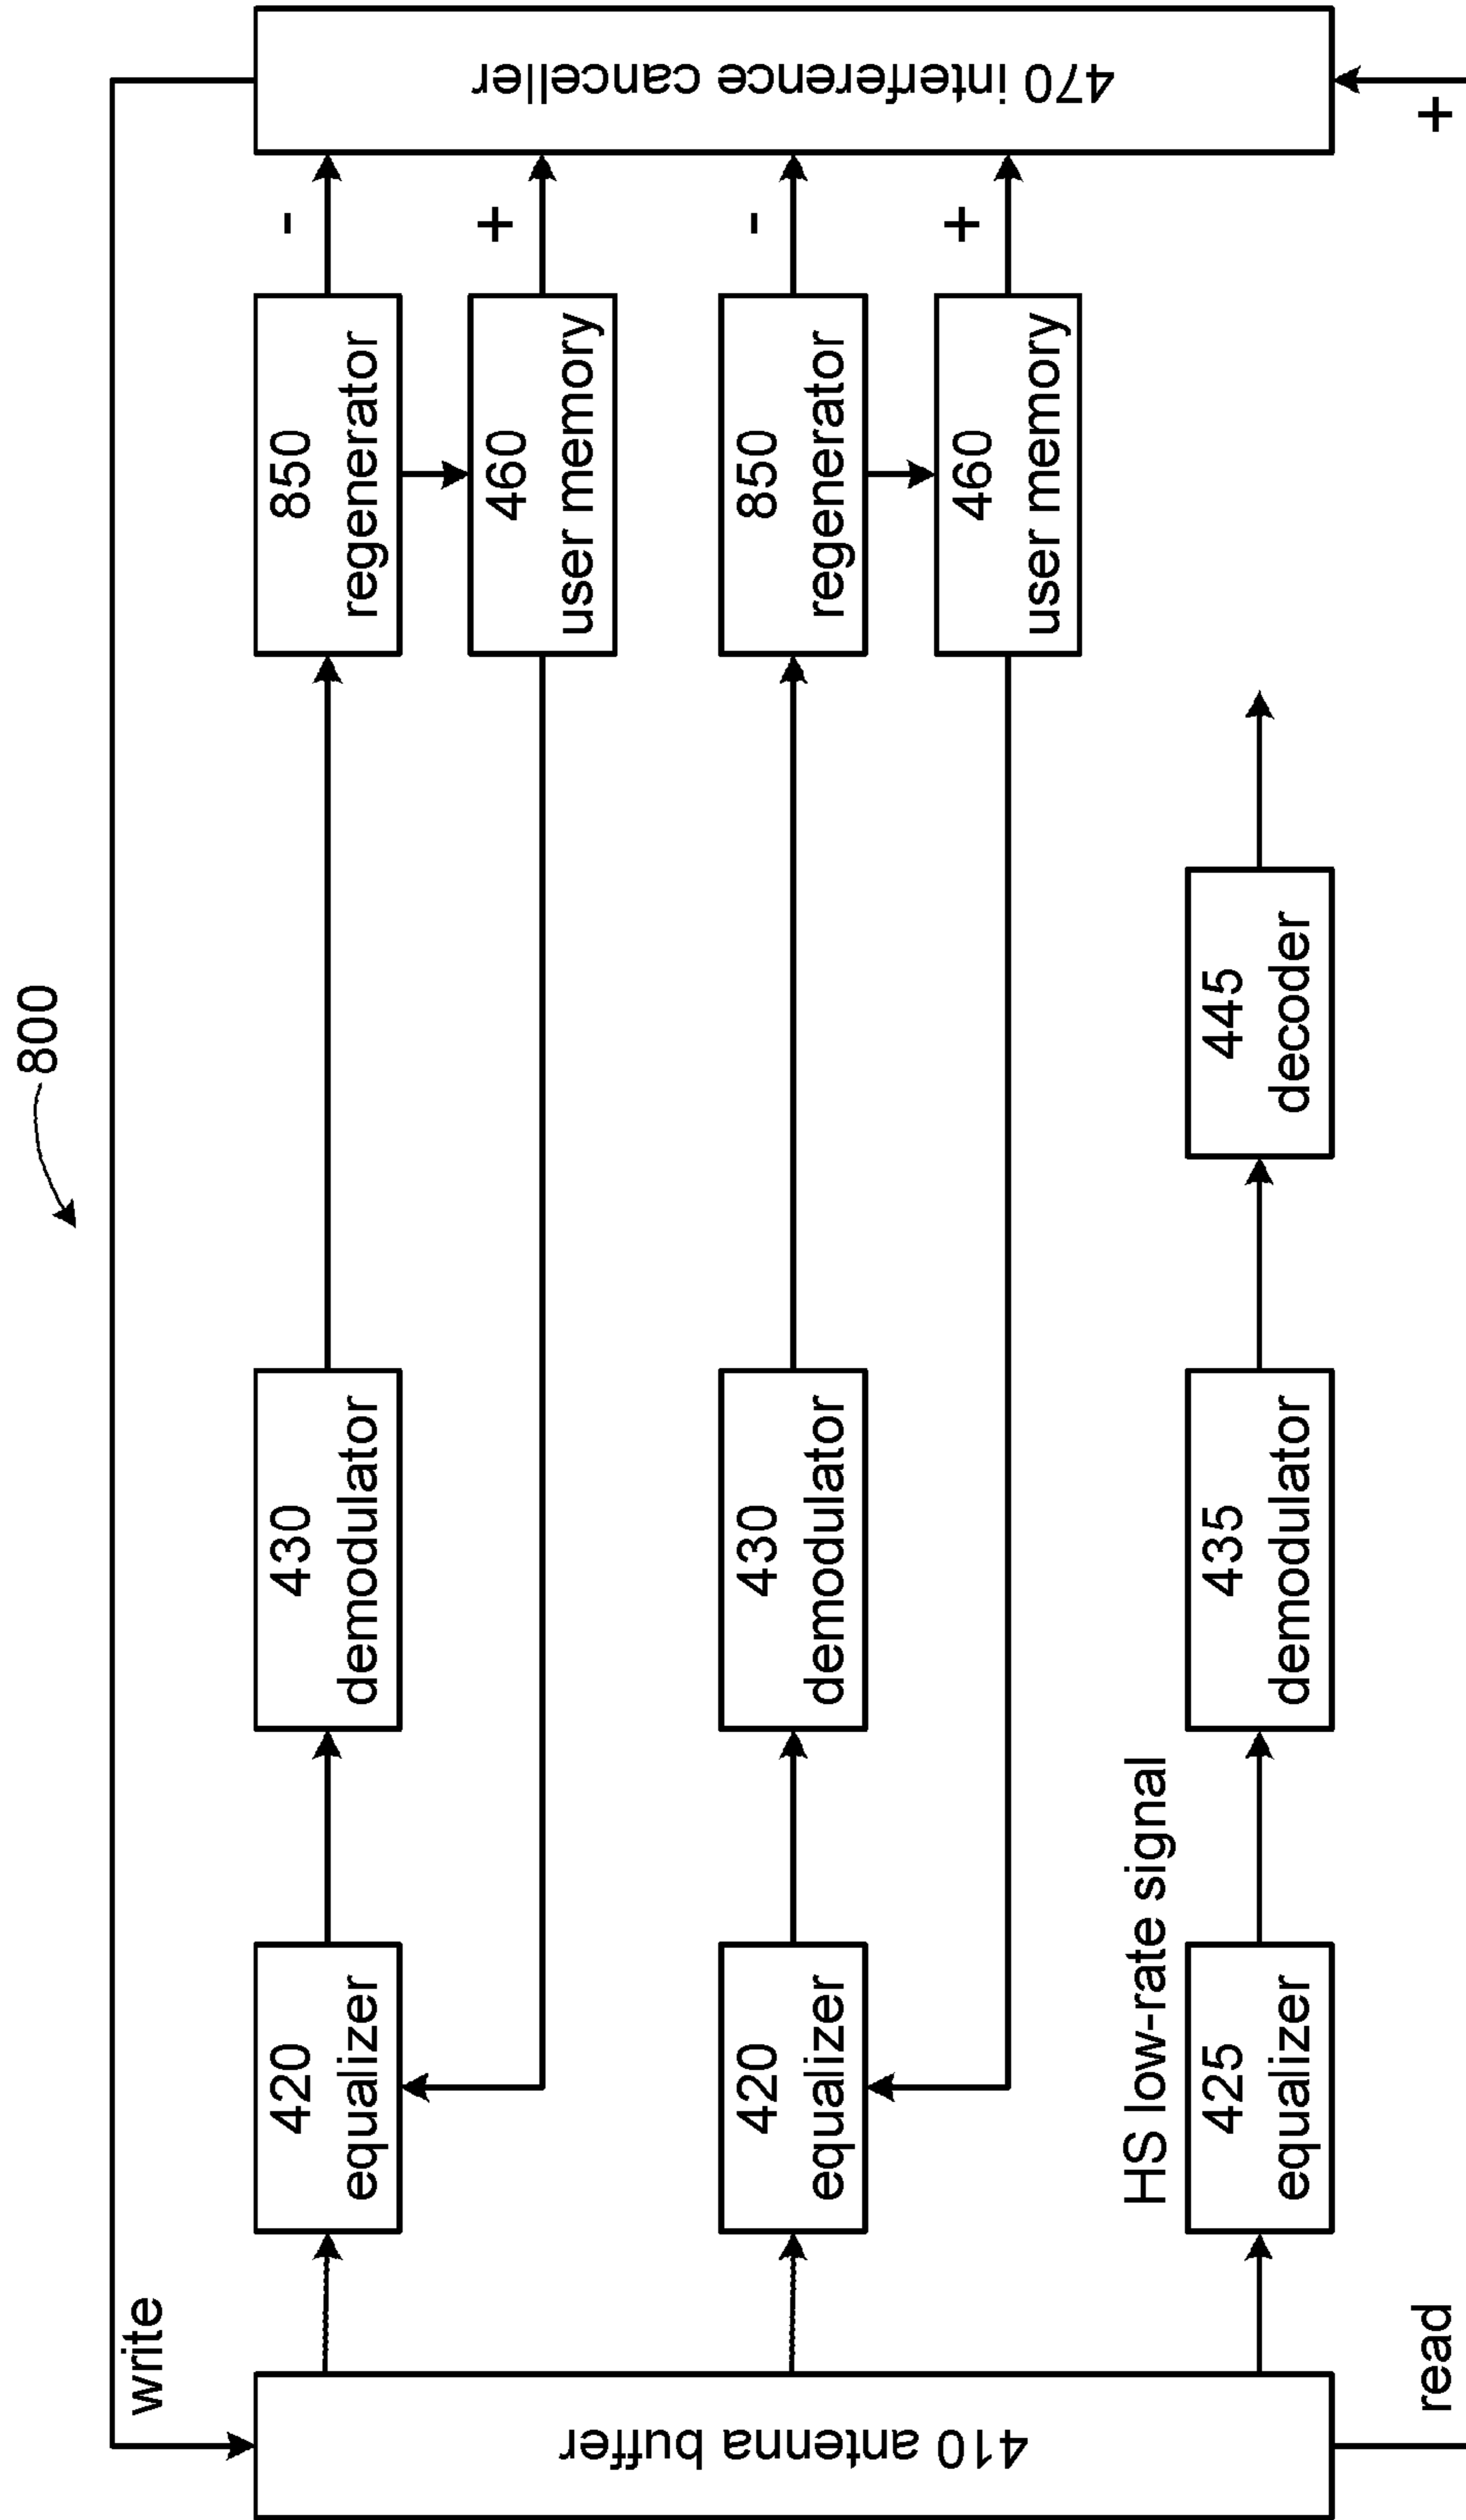 800
write
410 antenna buffer
420
equalizer
430
demodulator
850
regenerator
-
460
user memory
+
470 interference canceller
420
equalizer
430
demodulator
850
regenerator
-
460
user memory
+
HS low-rate signal
425
equalizer
435
demodulator
445
decoder
read
+